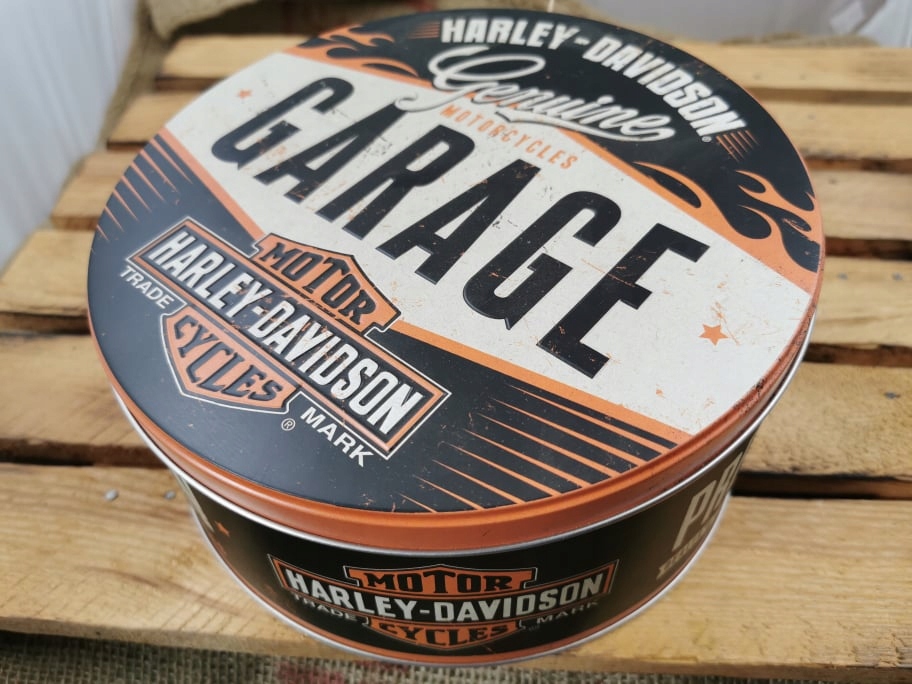 HARLEY-DAVIDSON®
Genuine
MOTORCYCLES
GARAGE
MOTOR
HARLEY-DAVIDSON
CYCLES
TRADE MARK
®
MOTOR
HARLEY-DAVIDSON
TRADE MARK
CYCLES